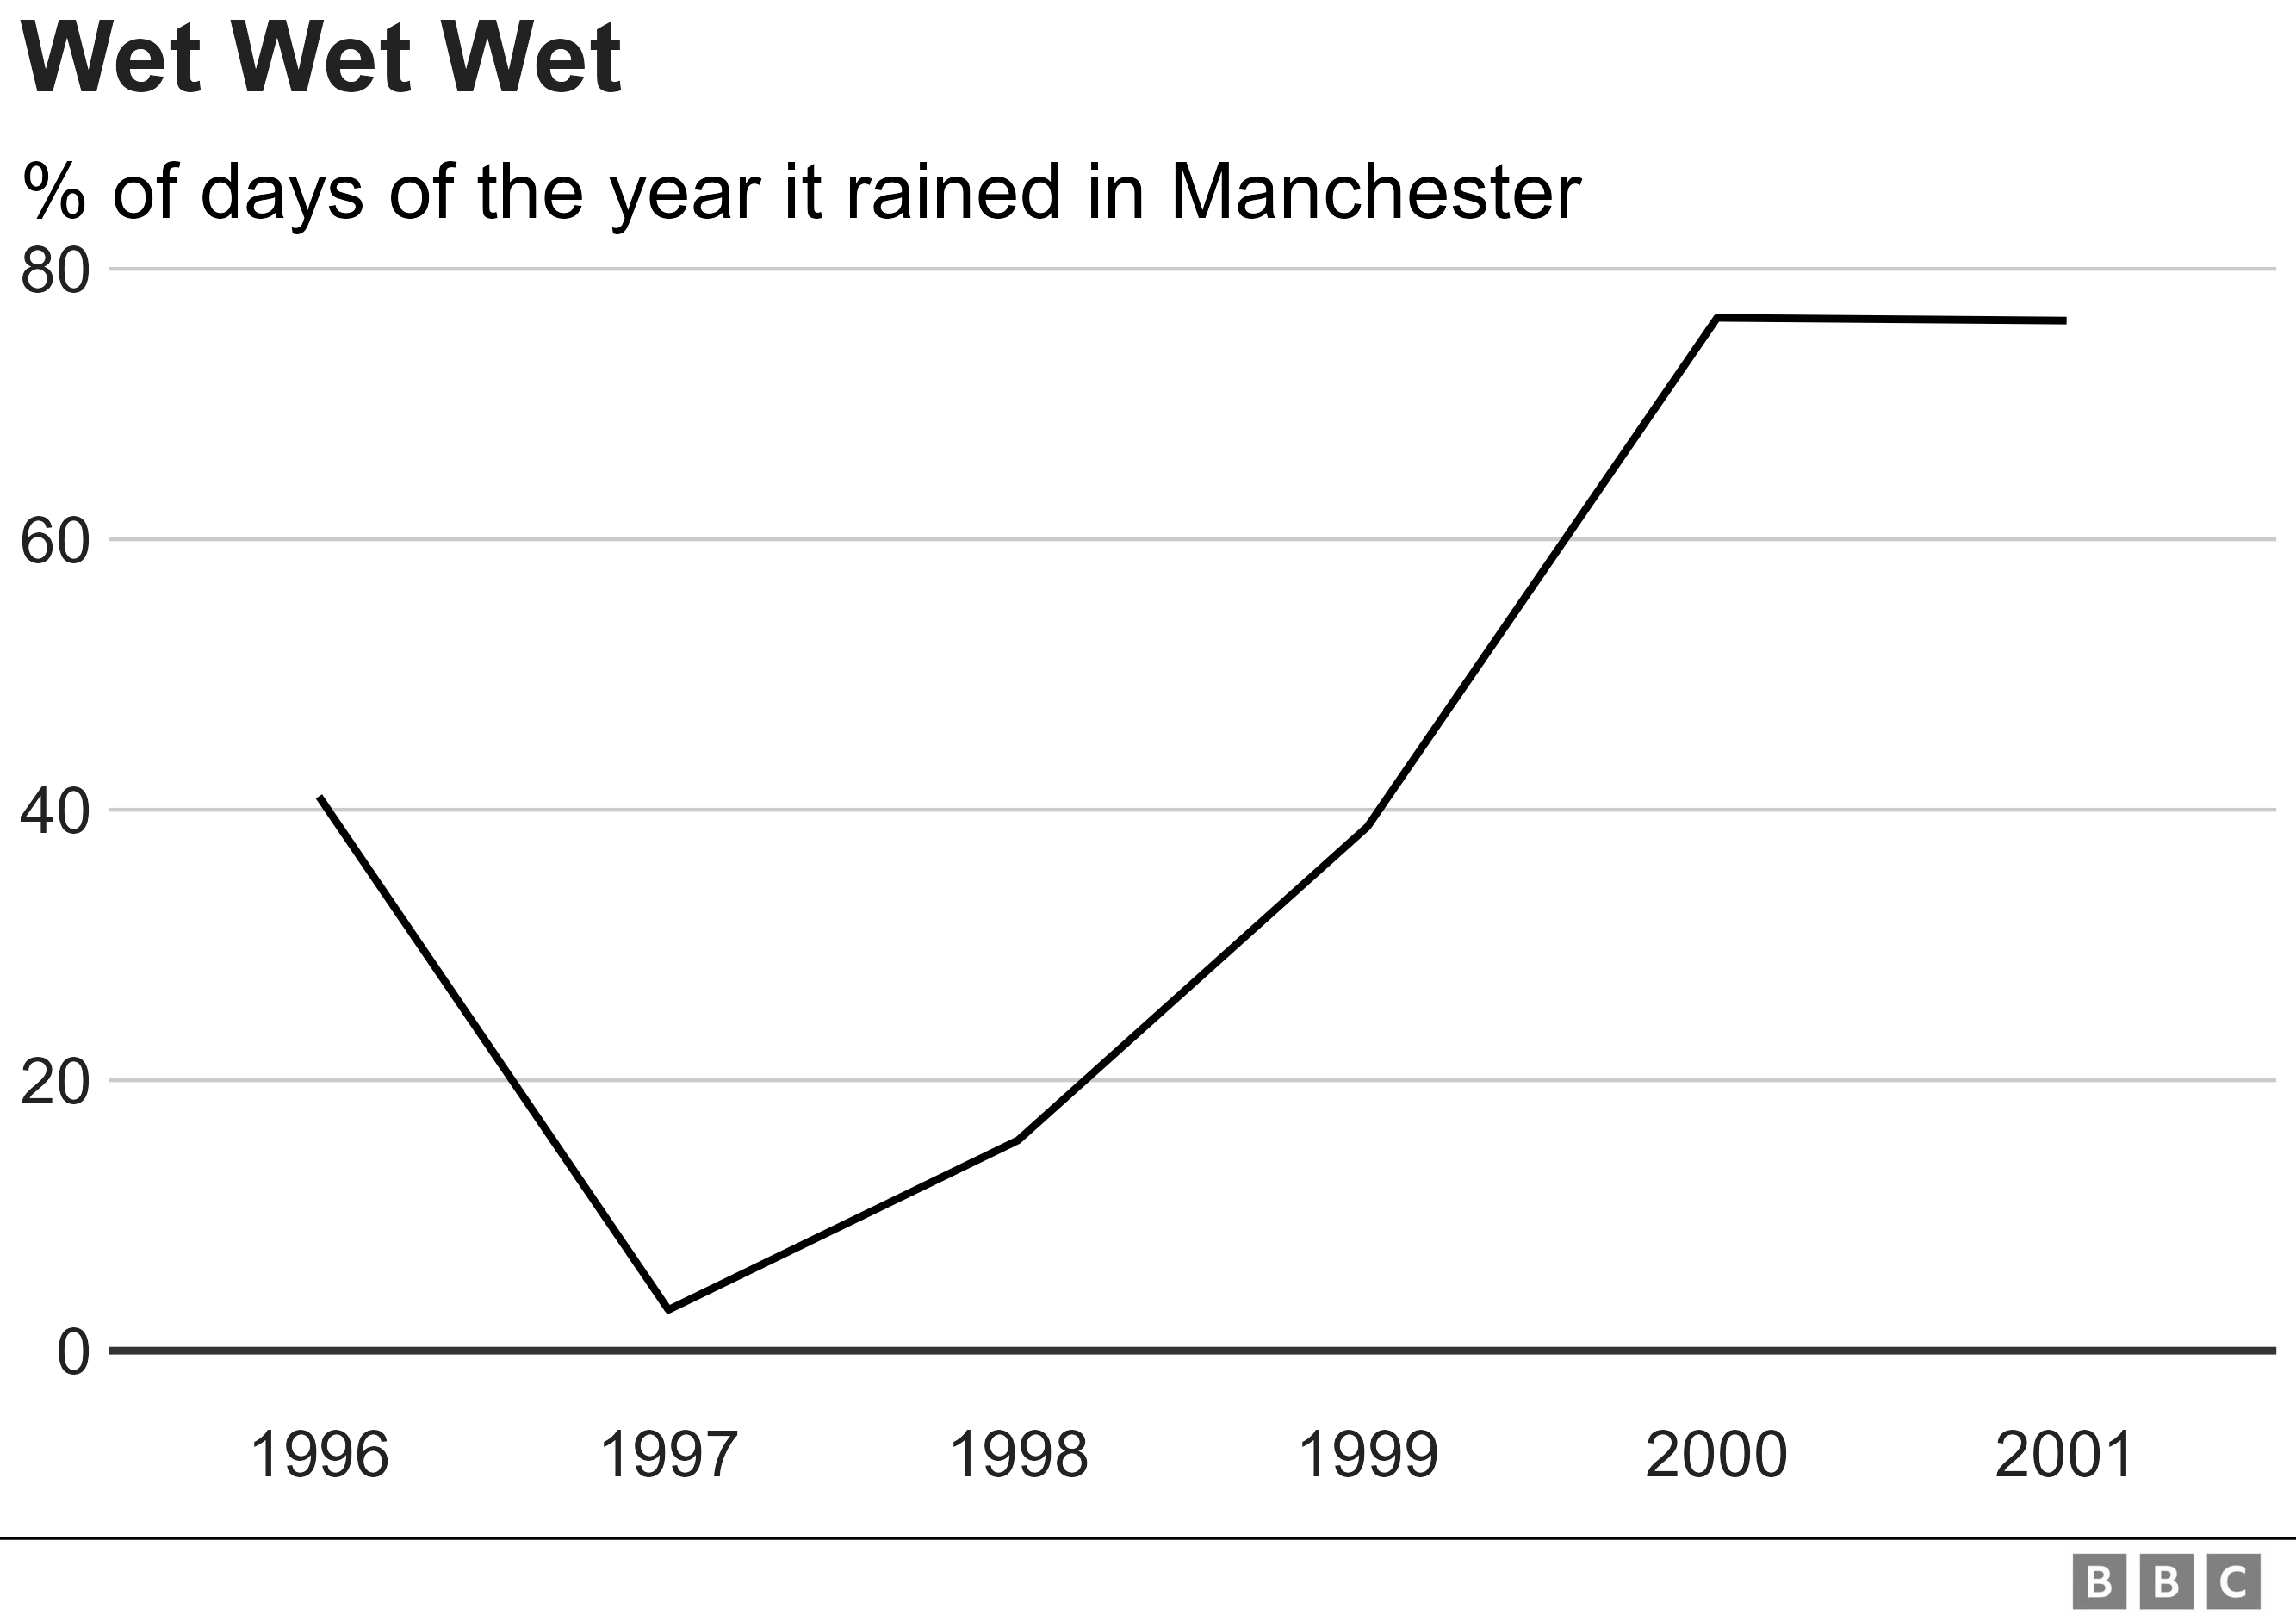 Wet Wet Wet
% of days of the year it rained in Manchester
80
60
40
20
0
1996 1997 1998 1999 2000 2001
BBC